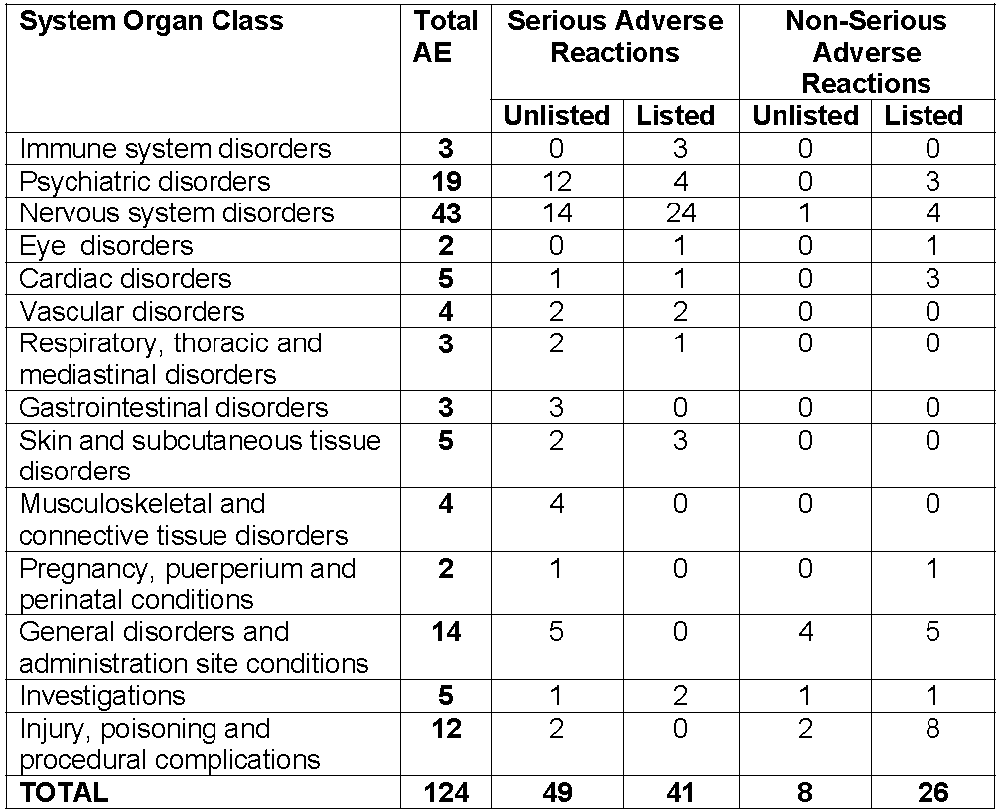 System Organ Class Total AE Serious Adverse Reactions Non-Serious Adverse Reactions
Unlisted Listed Unlisted Listed
Immune system disorders 3 0 3 0 0
Psychiatric disorders 19 12 4 0 3
Nervous system disorders 43 14 24 1 4
Eye disorders 2 0 1 0 1
Cardiac disorders 5 1 1 0 3
Vascular disorders 4 2 2 0 0
Respiratory, thoracic and 3 2 1 0 0
mediastinal disorders
Gastrointestinal disorders 3 3 0 0 0
Skin and subcutaneous tissue 5 2 3 0 0
disorders
Musculoskeletal and 4 4 0 0 0
connective tissue disorders
Pregnancy, puerperium and 2 1 0 0 1
perinatal conditions
General disorders and 14 5 0 4 5
administration site conditions
Investigations 5 1 2 1 1
Injury, poisoning and 12 2 0 2 8
procedural complications
TOTAL 124 49 41 8 26